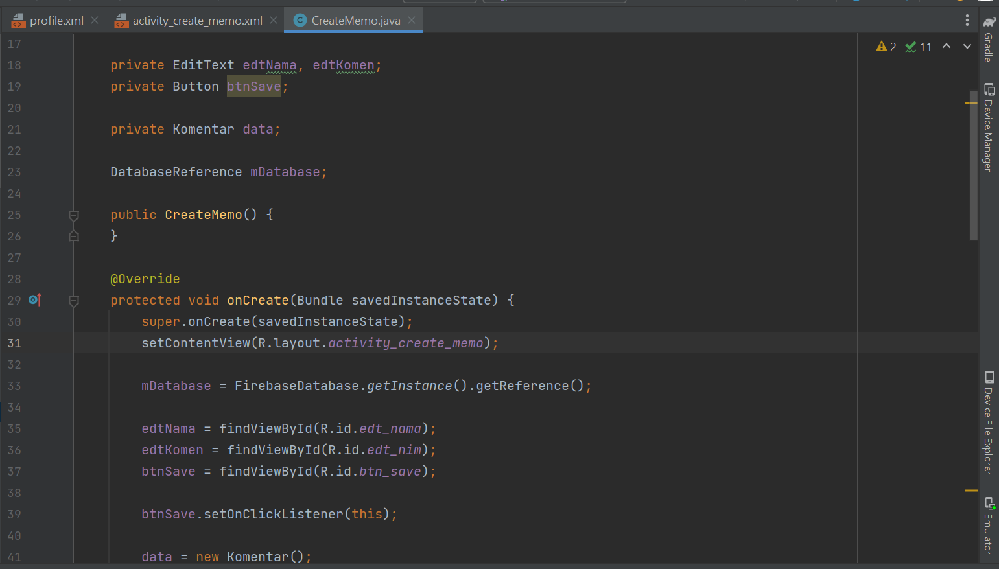 profile.xml activity_create_memo.xml CreateMemo.java
2 11
17
18 private EditText edtNama, edtKomen;
19 private Button btnSave;
20
21 private Komentar data;
22
23 DatabaseReference mDatabase;
24
25 public CreateMemo() {
26 }
27
28 @Override
29 protected void onCreate(Bundle savedInstanceState) {
30 super.onCreate(savedInstanceState);
31 setContentView(R.layout.activity_create_memo);
32
33 mDatabase = FirebaseDatabase.getInstance().getReference();
34
35 edtNama = findViewById(R.id.edt_nama);
36 edtKomen = findViewById(R.id.edt_nim);
37 btnSave = findViewById(R.id.btn_save);
38
39 btnSave.setOnClickListener(this);
40
41 data = new Komentar();
Gradle
Device Manager
Device File Explorer
Emulator